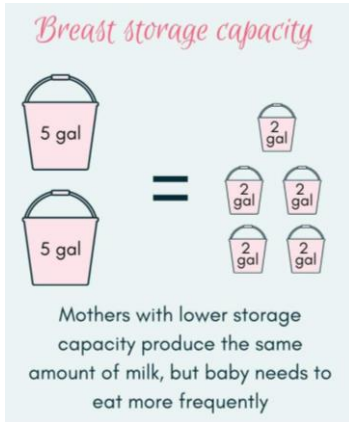 Breast storage capacity
5 gal
5 gal
=
2
gal
2
gal
2
gal
2
gal
2
gal
Mothers with lower storage
capacity produce the same
amount of milk, but baby needs to
eat more frequently